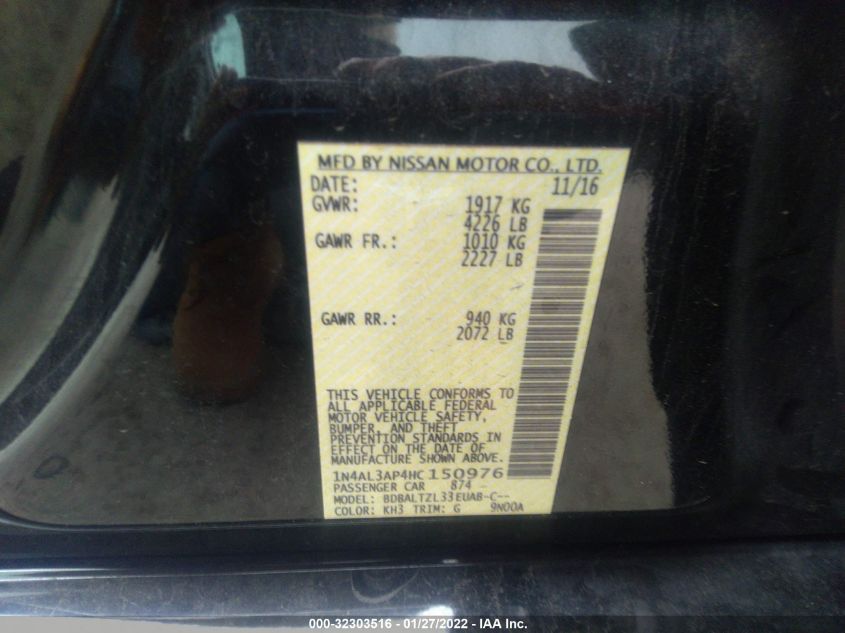 MFD BY NISSAN MOTOR CO., LTD.
DATE: 11/16
GVWR: 1917 KG
4226 LB
GAWR FR.: 1010 KG
2227 LB
GAWR RR.: 940 KG
2072 LB
THIS VEHICLE CONFORMS TO
ALL APPLICABLE FEDERAL
MOTOR VEHICLE SAFETY,
BUMPER, AND THEFT
PREVENTION STANDARDS IN
EFFECT ON THE DATE OF
MANUFACTURE SHOWN ABOVE.
1N4AL3AP4HC150976
PASSENGER CAR 874
MODEL: BDBALTZL33EUAB-C--
COLOR: KH3 TRIM: G 9N00A
000-32303516 - 01/27/2022 - IAA Inc.